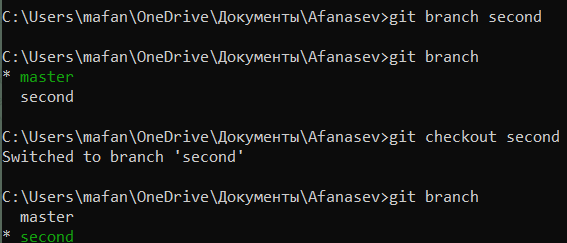 C:\Users\mafan\OneDrive\Документы\Afanasev>git branch second
C:\Users\mafan\OneDrive\Документы\Afanasev>git branch
* master
  second
C:\Users\mafan\OneDrive\Документы\Afanasev>git checkout second
Switched to branch 'second'
C:\Users\mafan\OneDrive\Документы\Afanasev>git branch
  master
* second